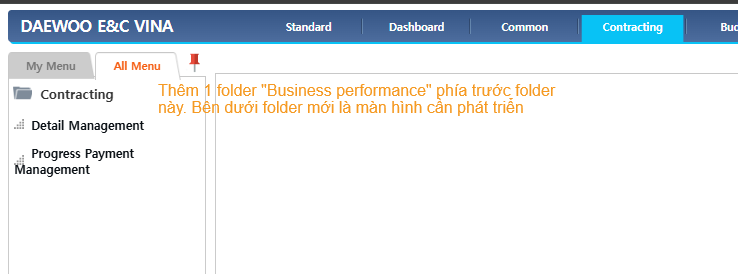 DAEWOO E&C VINA
Standard
Dashboard
Common
Contracting
Buc
My Menu
All Menu
Contracting
Thêm 1 folder "Business performance" phía trước folder
này. Bên dưới folder mới là màn hình cần phát triển
Detail Management
Progress Payment
Management